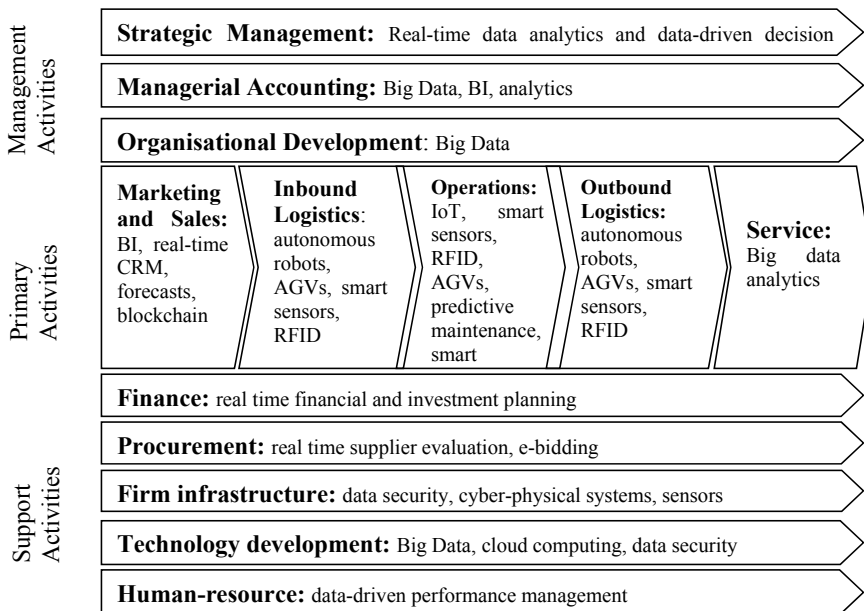 Management
Activities
Strategic Management: Real-time data analytics and data-driven decision
Managerial Accounting: Big Data, BI, analytics
Organisational Development: Big Data
Primary
Activities
Marketing
and Sales:
BI, real-time
CRM,
forecasts,
blockchain
Inbound
Logistics:
autonomous
robots,
AGVs, smart
sensors,
RFID
Operations:
IoT, smart
sensors,
RFID,
AGVs,
predictive
maintenance,
smart
Outbound
Logistics:
autonomous
robots,
AGVs, smart
sensors,
RFID
Service:
Big data
analytics
Support
Activities
Finance: real time financial and investment planning
Procurement: real time supplier evaluation, e-bidding
Firm infrastructure: data security, cyber-physical systems, sensors
Technology development: Big Data, cloud computing, data security
Human-resource: data-driven performance management